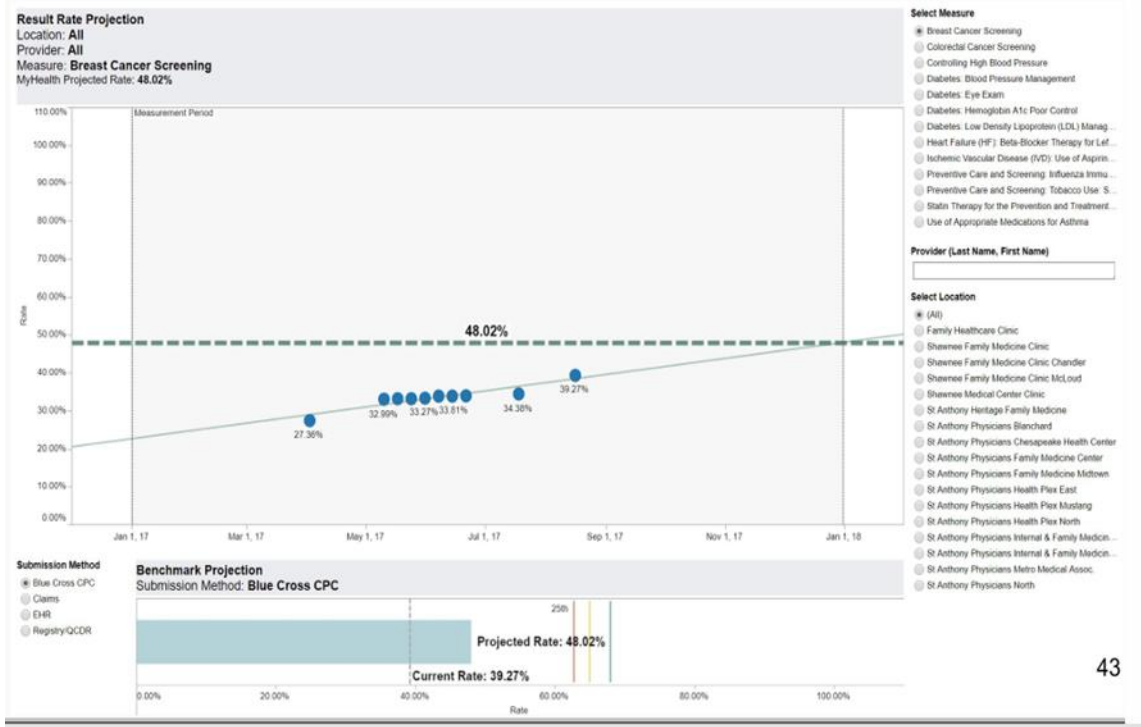 Result Rate Projection
Location: All
Provider: All
Measure: Breast Cancer Screening
MyHealth Projected Rate: 48.02%
110.00%
Measurement Period
100.00%
90.00%
80.00%
70.00%
60.00%
50.00%
40.00%
30.00%
20.00%
10.00%
0.00%
Rate
48.02%
27.36%
32.99%
33.27%
33.81%
34.38%
39.27%
Jan 1, 17
Mar 1, 17
May 1, 17
Jul 1, 17
Sep 1, 17
Nov 1, 17
Jan 1, 18
Select Measure
Breast Cancer Screening
Colorectal Cancer Screening
Controlling High Blood Pressure
Diabetes: Blood Pressure Management
Diabetes: Eye Exam
Diabetes: Hemoglobin A1c Poor Control
Diabetes: Low Density Lipoprotein (LDL) Manag...
Heart Failure (HF): Beta-Blocker Therapy for Lef...
Ischemic Vascular Disease (IVD): Use of Aspirin...
Preventive Care and Screening: Influenza Immu...
Preventive Care and Screening: Tobacco Use: S...
Statin Therapy for the Prevention and Treatment...
Use of Appropriate Medications for Asthma
Provider (Last Name, First Name)
Select Location
(All)
Family Healthcare Clinic
Shawnee Family Medicine Clinic
Shawnee Family Medicine Clinic Chandler
Shawnee Family Medicine Clinic McLoud
Shawnee Medical Center Clinic
St Anthony Heritage Family Medicine
St Anthony Physicians Blanchard
St Anthony Physicians Chesapeake Health Center
St Anthony Physicians Family Medicine Center
St Anthony Physicians Family Medicine Midtown
St Anthony Physicians Health Plex East
St Anthony Physicians Health Plex Mustang
St Anthony Physicians Health Plex North
St Anthony Physicians Internal & Family Medicin...
St Anthony Physicians Internal & Family Medicin...
St Anthony Physicians Metro Medical Assoc.
St Anthony Physicians North
Submission Method
Blue Cross CPC
Claims
EHR
Registry/QCDR
Benchmark Projection
Submission Method: Blue Cross CPC
25th
Projected Rate: 48.02%
Current Rate: 39.27%
0.00%
20.00%
40.00%
60.00%
80.00%
100.00%
Rate
43